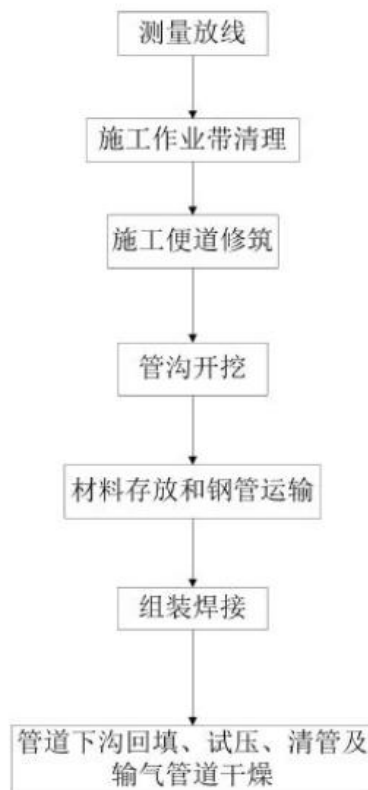 测量放线
施工作业带清理
施工便道修筑
管沟开挖
材料存放和钢管运输
组装焊接
管道下沟回填、试压、清管及
输气管道干燥